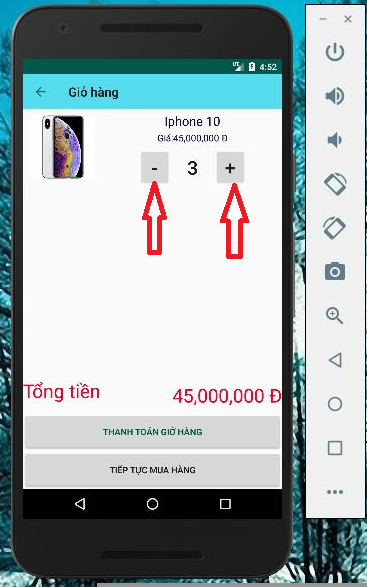 4:52
Giỏ hàng
Iphone 10
Giá:45,000,000 Đ
- 3 +
Tổng tiền
45,000,000 Đ
THANH TOÁN GIỎ HÀNG
TIẾP TỤC MUA HÀNG